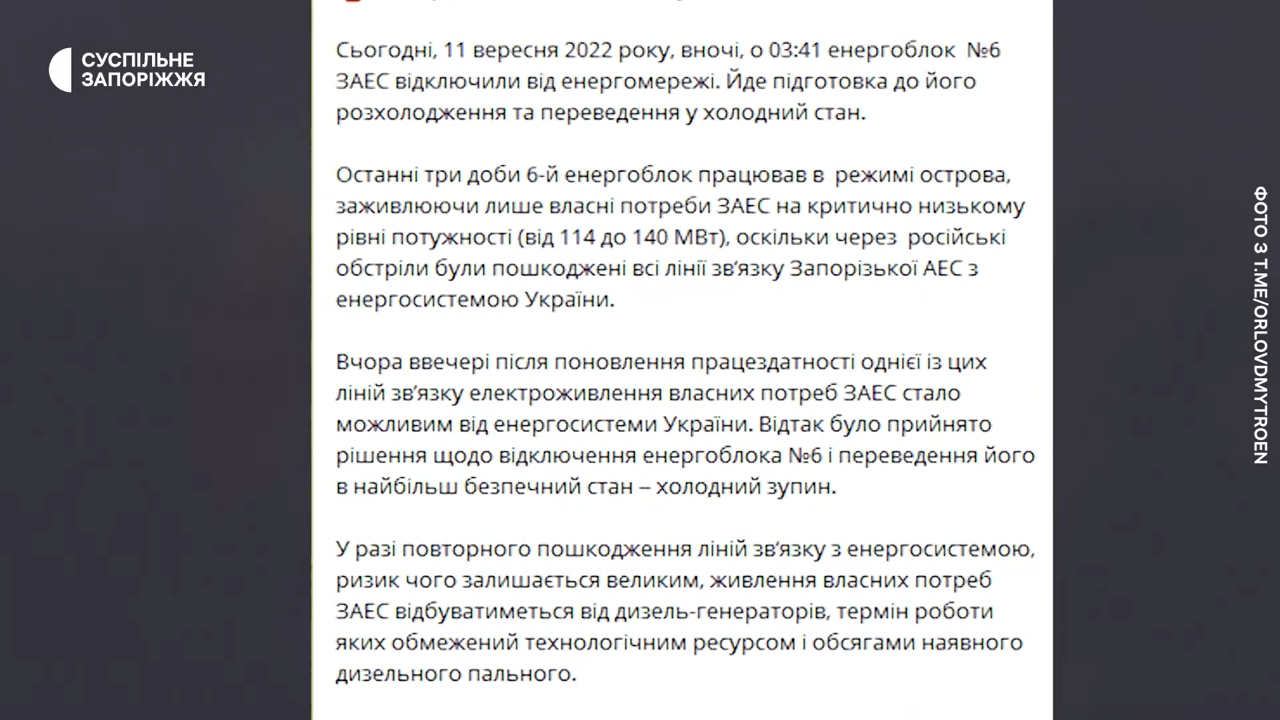 СУСПІЛЬНЕ
ЗАПОРІЖЖЯ
Сьогодні, 11 вересня 2022 року, вночі, о 03:41 енергоблок №6
ЗАЕС відключили від енергомережі. Йде підготовка до його
розхолодження та переведення у холодний стан.
Останні три доби 6-й енергоблок працював в режимі острова,
заживлюючи лише власні потреби ЗАЕС на критично низькому
рівні потужності (від 114 до 140 МВт), оскільки через російські
обстріли були пошкоджені всі лінії зв‘язку Запорізької АЕС з
енергосистемою України.
Вчора ввечері після поновлення працездатності однієї із цих
ліній зв’язку електроживлення власних потреб ЗАЕС стало
можливим від енергосистеми України. Відтак було прийнято
рішення щодо відключення енергоблока №6 і переведення його
в найбільш безпечний стан – холодний зупин.
У разі повторного пошкодження ліній зв‘язку з енергосистемою,
ризик чого залишається великим, живлення власних потреб
ЗАЕС відбуватиметься від дизель-генераторів, термін роботи
яких обмежений технологічним ресурсом і обсягами наявного
дизельного пального.
ФОТО З T.ME/ORLOVDMYTROEN